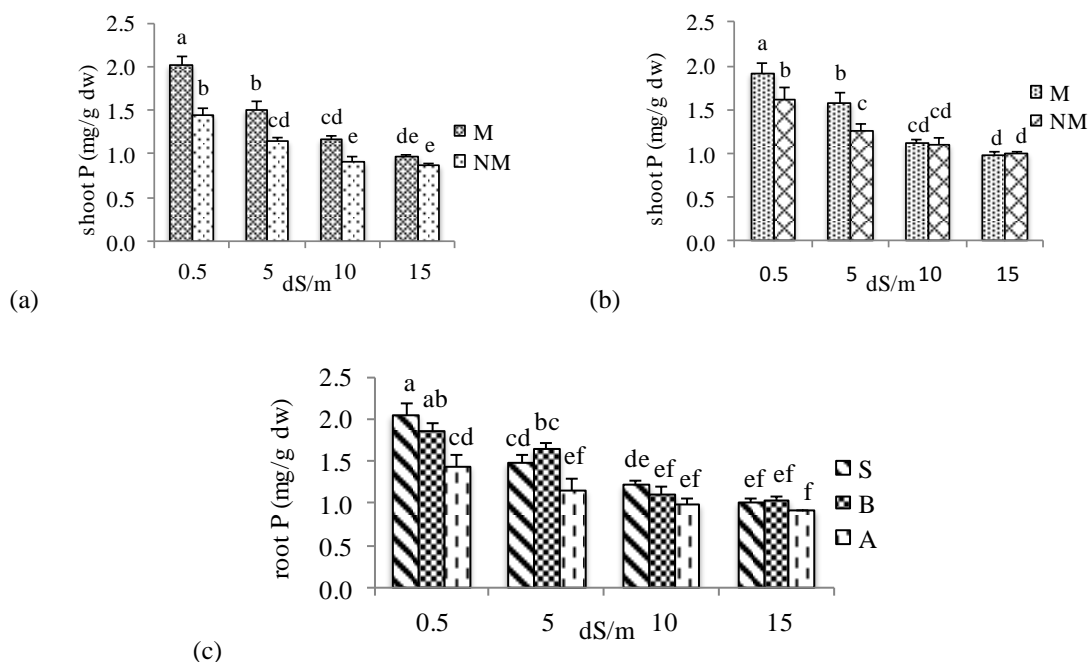 2.5
2.0
1.5
1.0
0.5
0.0
shoot P (mg/g dw)
a
b
b
cd
cd
e
de
e
M
NM
0.5
5
10
15
dS/m
(a)
2.5
2.0
1.5
1.0
0.5
0.0
shoot P (mg/g dw)
a
b
b
c
cd
cd
d
d
M
NM
0.5
5
10
15
dS/m
(b)
2.5
2.0
1.5
1.0
0.5
0.0
root P (mg/g dw)
a
ab
cd
cd
bc
ef
de
ef
ef
ef
ef
f
S
B
A
0.5
5
10
15
dS/m
(c)